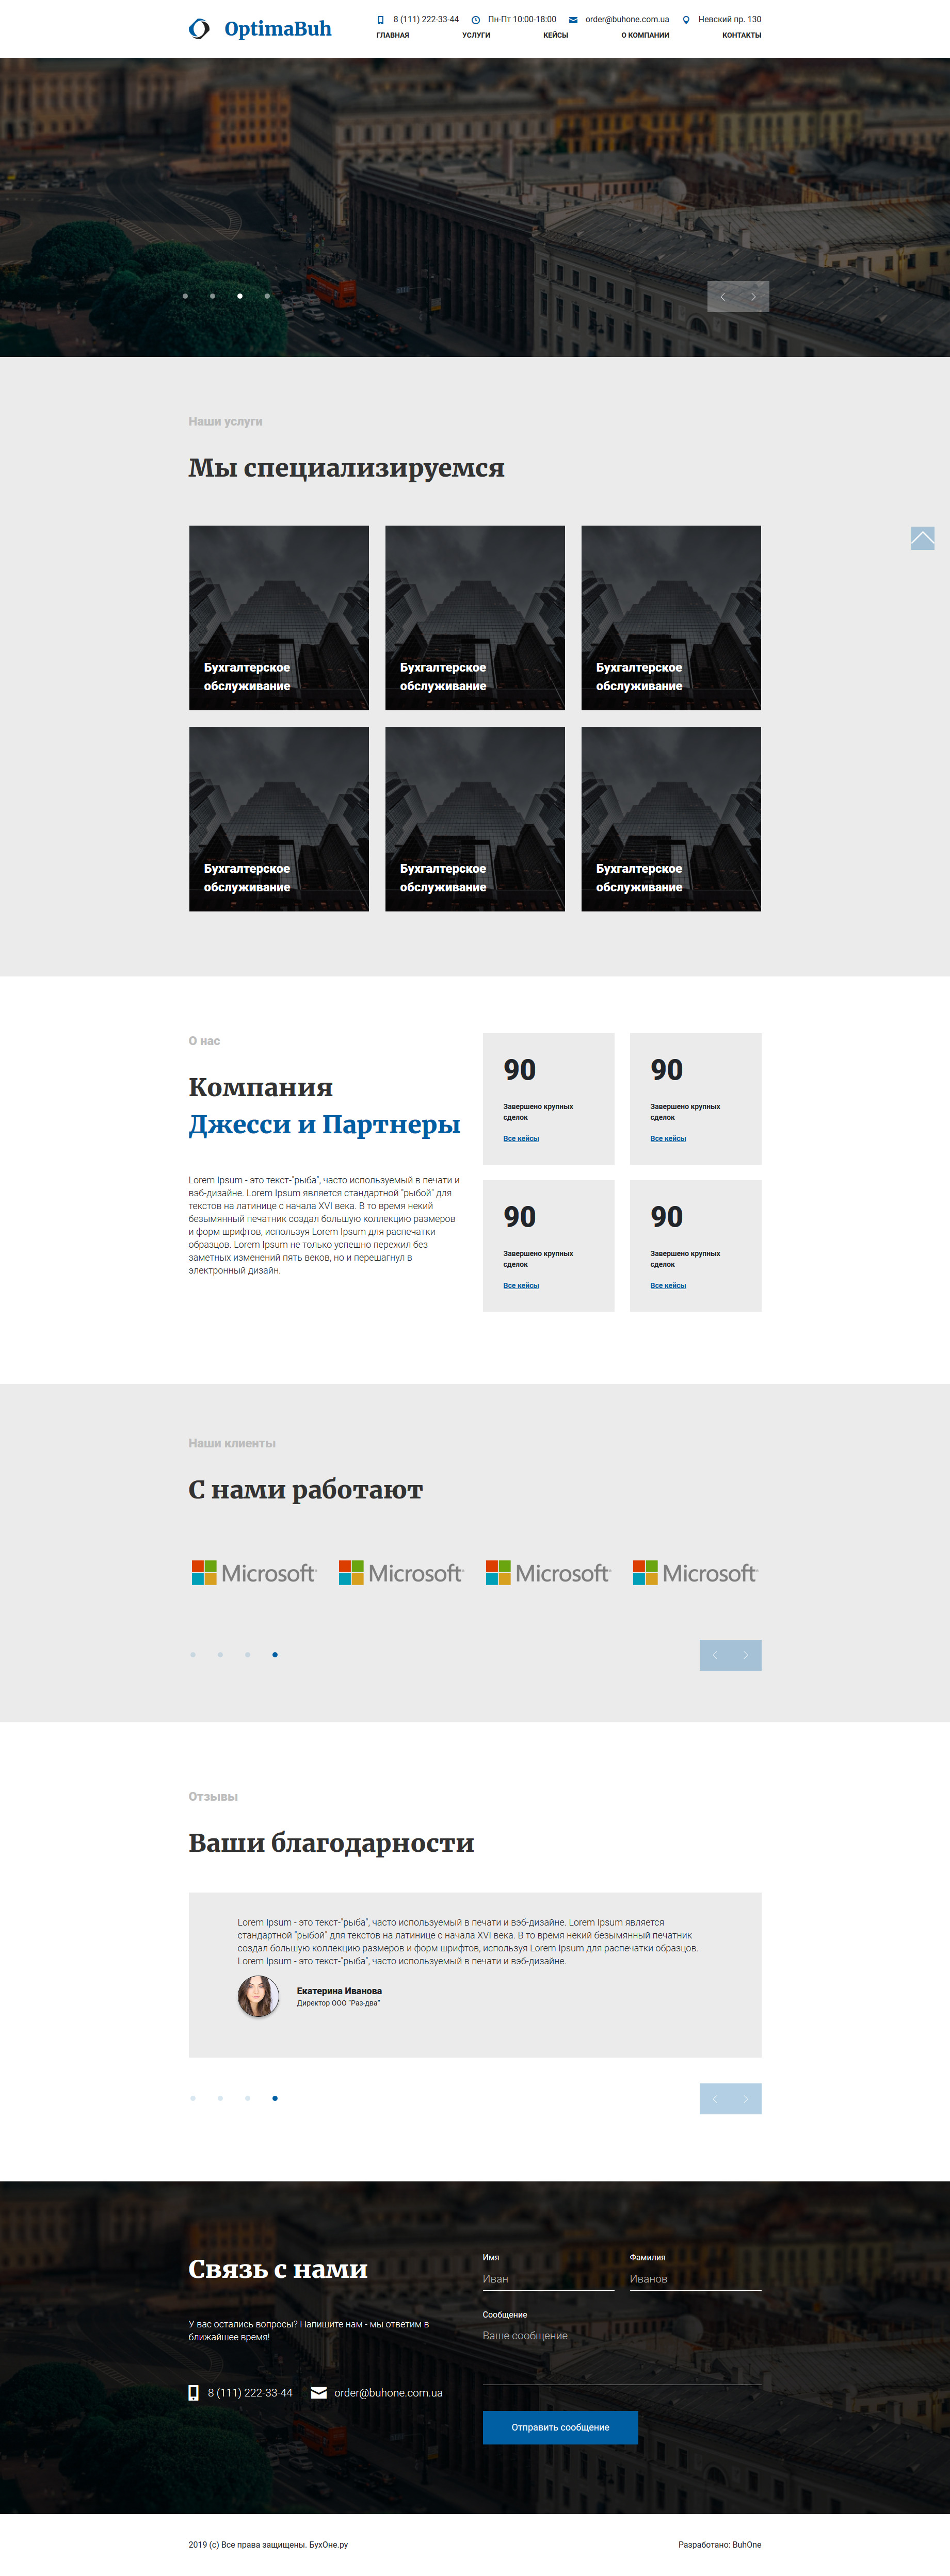 OptimaBuh
8 (111) 222-33-44 Пн-Пт 10:00-18:00 order@buhone.com.ua Невский пр. 130
ГЛАВНАЯ УСЛУГИ КЕЙСЫ О КОМПАНИИ КОНТАКТЫ
Наши услуги
Мы специализируемся
Бухгалтерское
обслуживание
Бухгалтерское
обслуживание
Бухгалтерское
обслуживание
Бухгалтерское
обслуживание
Бухгалтерское
обслуживание
Бухгалтерское
обслуживание
О нас
Компания
Джесси и Партнеры
Lorem Ipsum - это текст-"рыба", часто используемый в печати и
вэб-дизайне. Lorem Ipsum является стандартной "рыбой" для
текстов на латинице с начала XVI века. В то время некий
безымянный печатник создал большую коллекцию размеров
и форм шрифтов, используя Lorem Ipsum для распечатки
образцов. Lorem Ipsum не только успешно пережил без
заметных изменений пять веков, но и перешагнул в
электронный дизайн.
90
Завершено крупных
сделок
Все кейсы
90
Завершено крупных
сделок
Все кейсы
90
Завершено крупных
сделок
Все кейсы
90
Завершено крупных
сделок
Все кейсы
Наши клиенты
С нами работают
Microsoft
Microsoft
Microsoft
Microsoft
Отзывы
Ваши благодарности
Lorem Ipsum - это текст-"рыба", часто используемый в печати и вэб-дизайне. Lorem Ipsum является
стандартной "рыбой" для текстов на латинице с начала XVI века. В то время некий безымянный печатник
создал большую коллекцию размеров и форм шрифтов, используя Lorem Ipsum для распечатки образцов.
Lorem Ipsum - это текст-"рыба", часто используемый в печати и вэб-дизайне.
Екатерина Иванова
Директор ООО "Раз-два"
Связь с нами
У вас остались вопросы? Напишите нам - мы ответим в
ближайшее время!
8 (111) 222-33-44 order@buhone.com.ua
Имя Фамилия
Иван Иванов
Сообщение
Ваше сообщение
Отправить сообщение
2019 (c) Все права защищены. БухОне.ру
Разработано: BuhOne